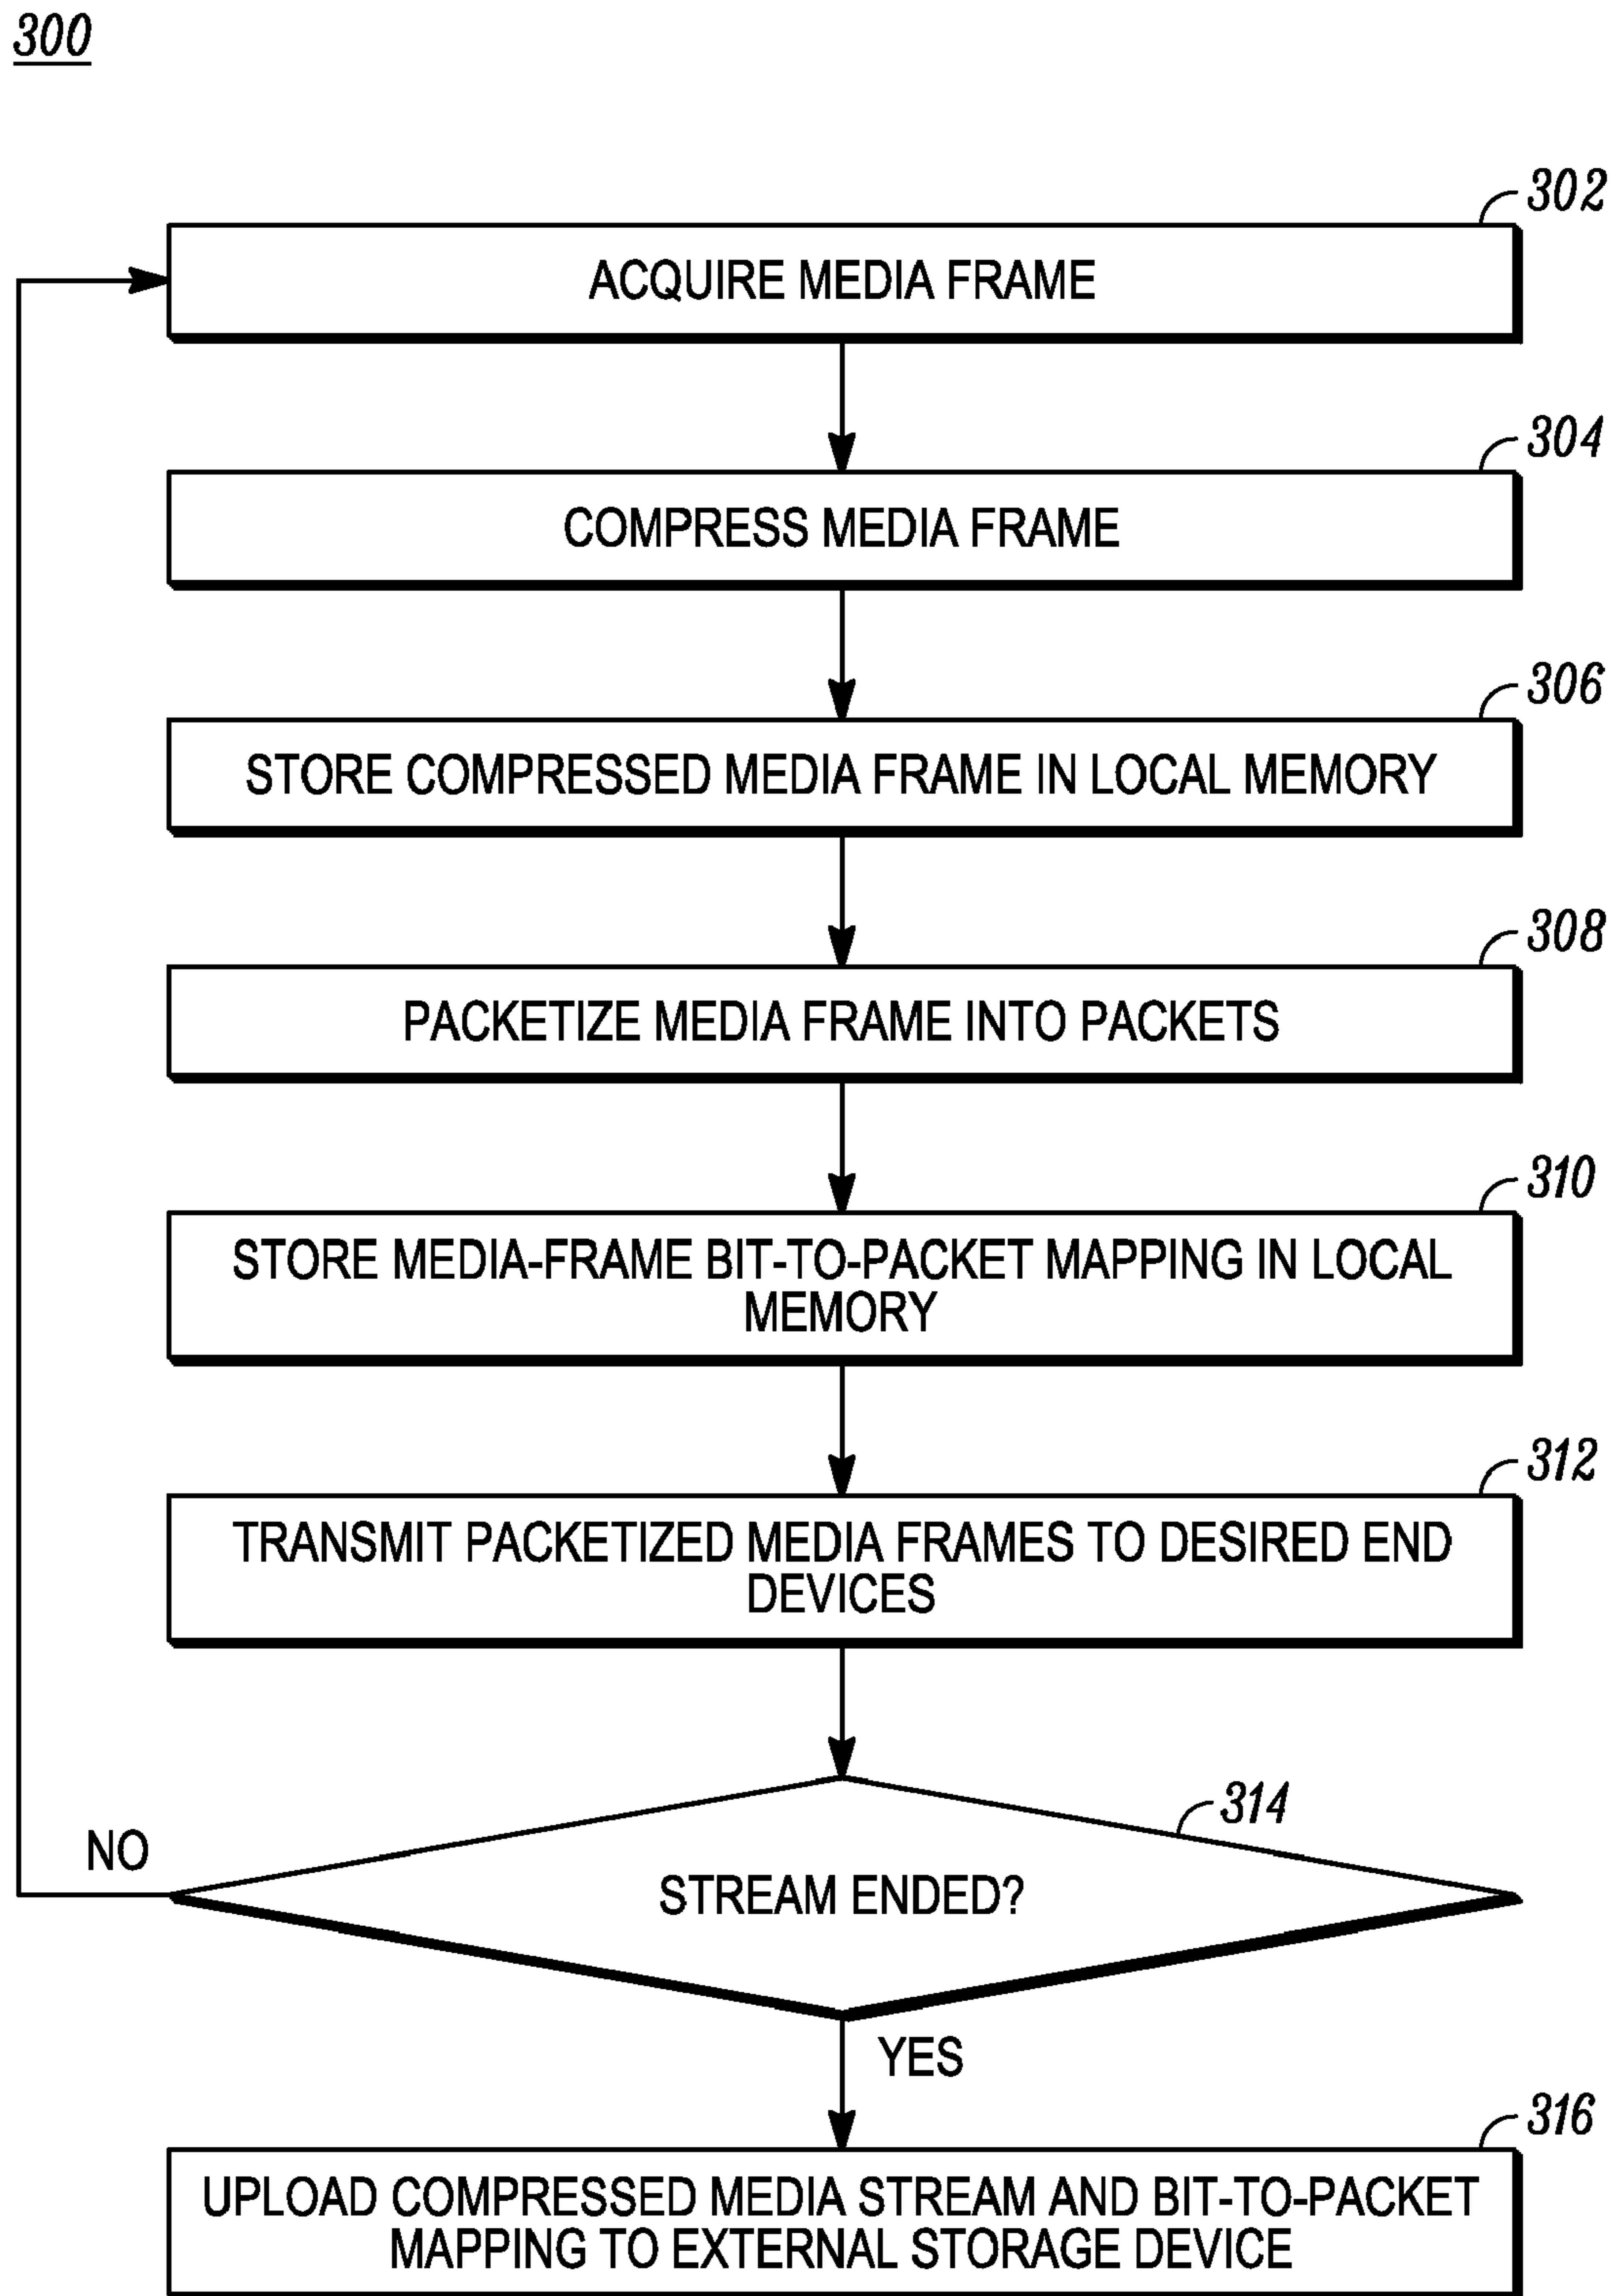 300
302
ACQUIRE MEDIA FRAME
304
COMPRESS MEDIA FRAME
306
STORE COMPRESSED MEDIA FRAME IN LOCAL MEMORY
308
PACKETIZE MEDIA FRAME INTO PACKETS
310
STORE MEDIA-FRAME BIT-TO-PACKET MAPPING IN LOCAL
MEMORY
312
TRANSMIT PACKETIZED MEDIA FRAMES TO DESIRED END
DEVICES
314
NO
STREAM ENDED?
YES
316
UPLOAD COMPRESSED MEDIA STREAM AND BIT-TO-PACKET
MAPPING TO EXTERNAL STORAGE DEVICE